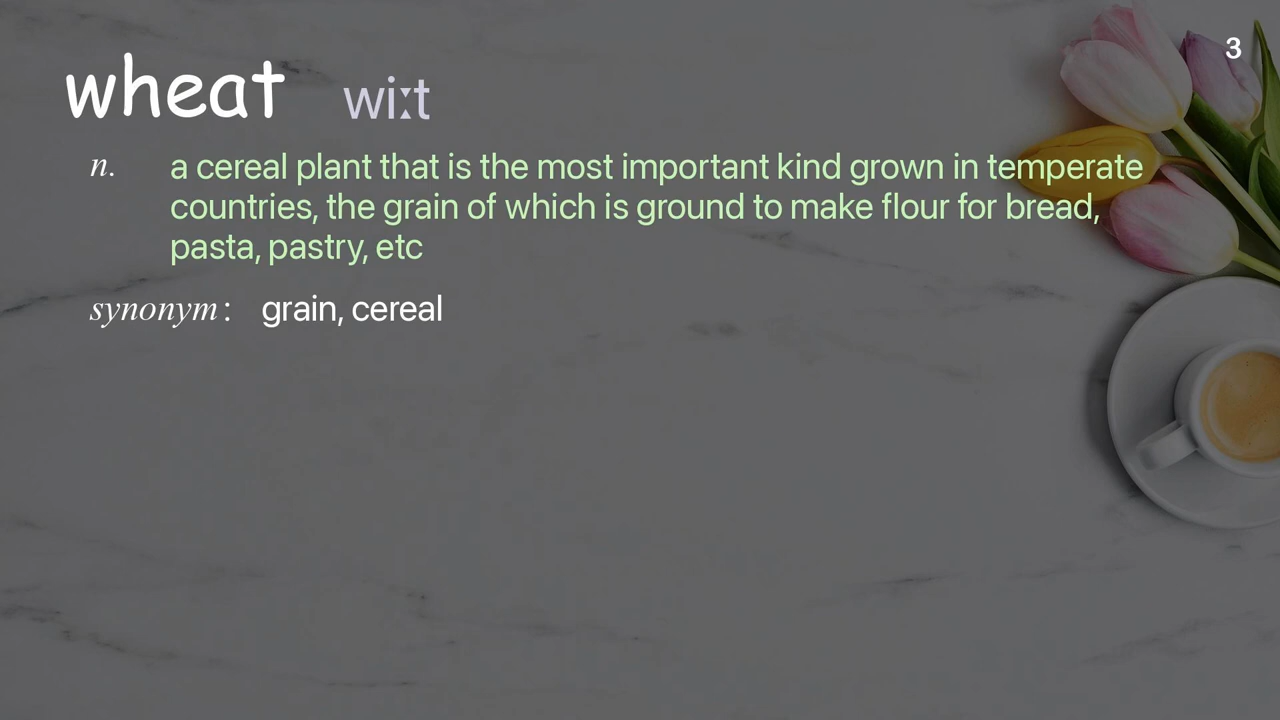 3
wheat wiːt
n. a cereal plant that is the most important kind grown in temperate
countries, the grain of which is ground to make flour for bread,
pasta, pastry, etc
synonym: grain, cereal